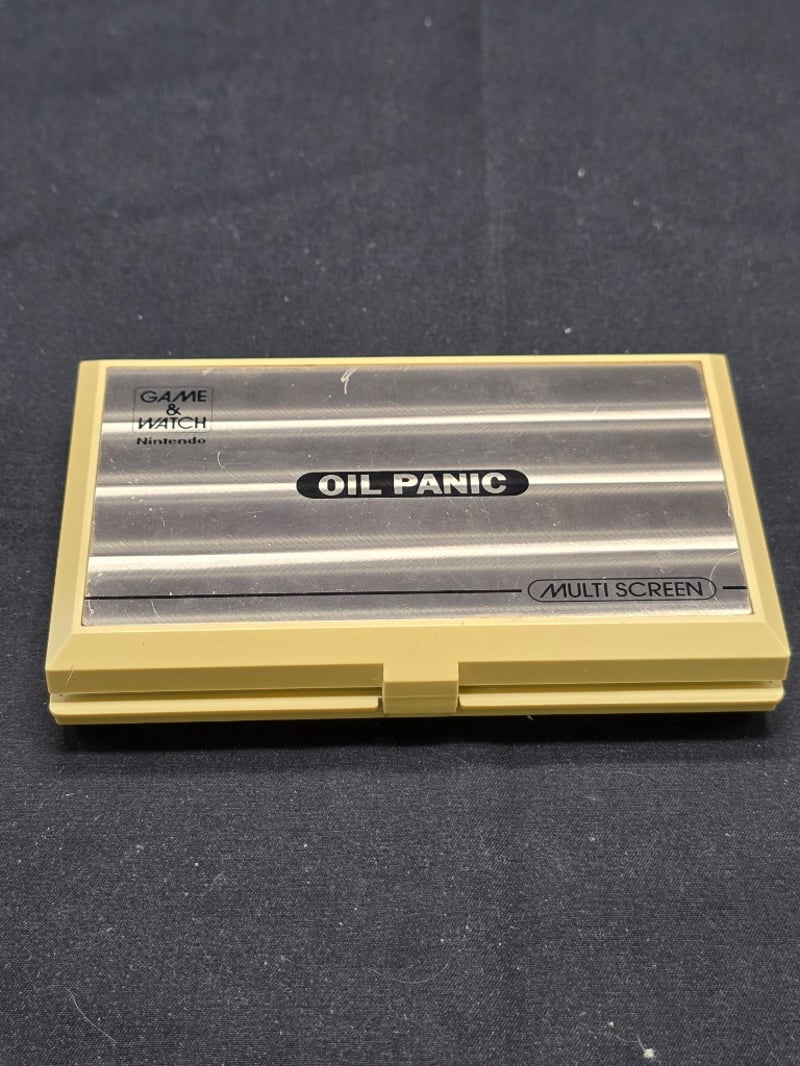 GAME
&
WATCH
Nintendo
OIL PANIC
MULTI SCREEN